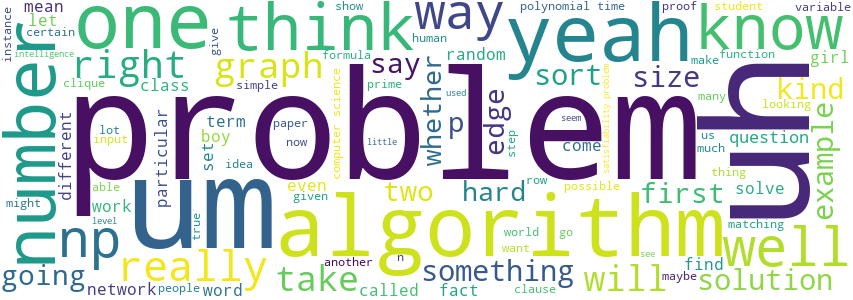 instance
mean
let
certain
one
give
think
show
human
way
polynomial time
proof
student
variable
intelligence
formula
yeah
make
function
know
right
graph
say
random
girl
clique
class
simple
prime
sort
size
many
looking
kind
number
problem
uh
different
lot
term
input
boy
set
particular
paper
now
computer science
whether
p
edge
used
step
seem
come
satisfiability problem
us
much
question
example
idea
little
row
thing
able
even
two
hard
possible
first
solve
might
work
given
world
go
matching
np
um
true
algorithm
n
want
see
well
level
going
really
another
something
will
find
maybe
solution
network
people
word
take
called
fact
clause